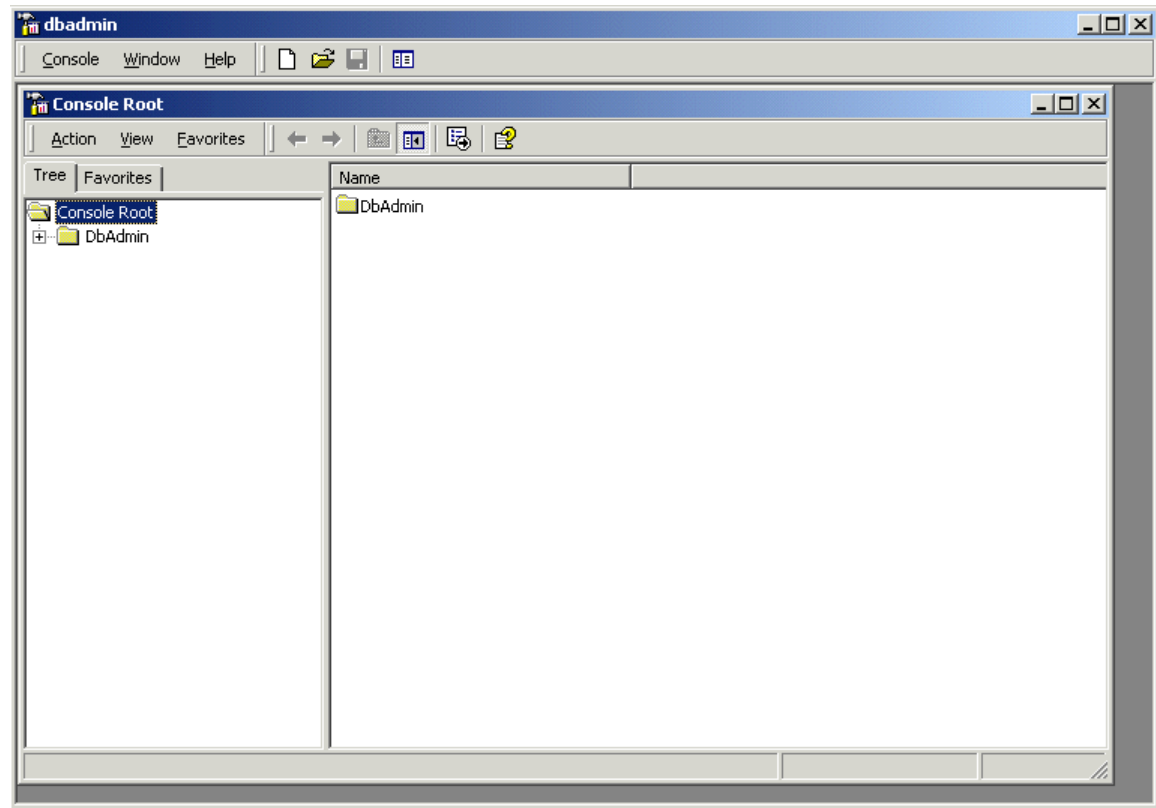 dbadmin
Console Window Help
Console Root
Action View Favorites
Tree Favorites Name
Console Root DbAdmin
DbAdmin